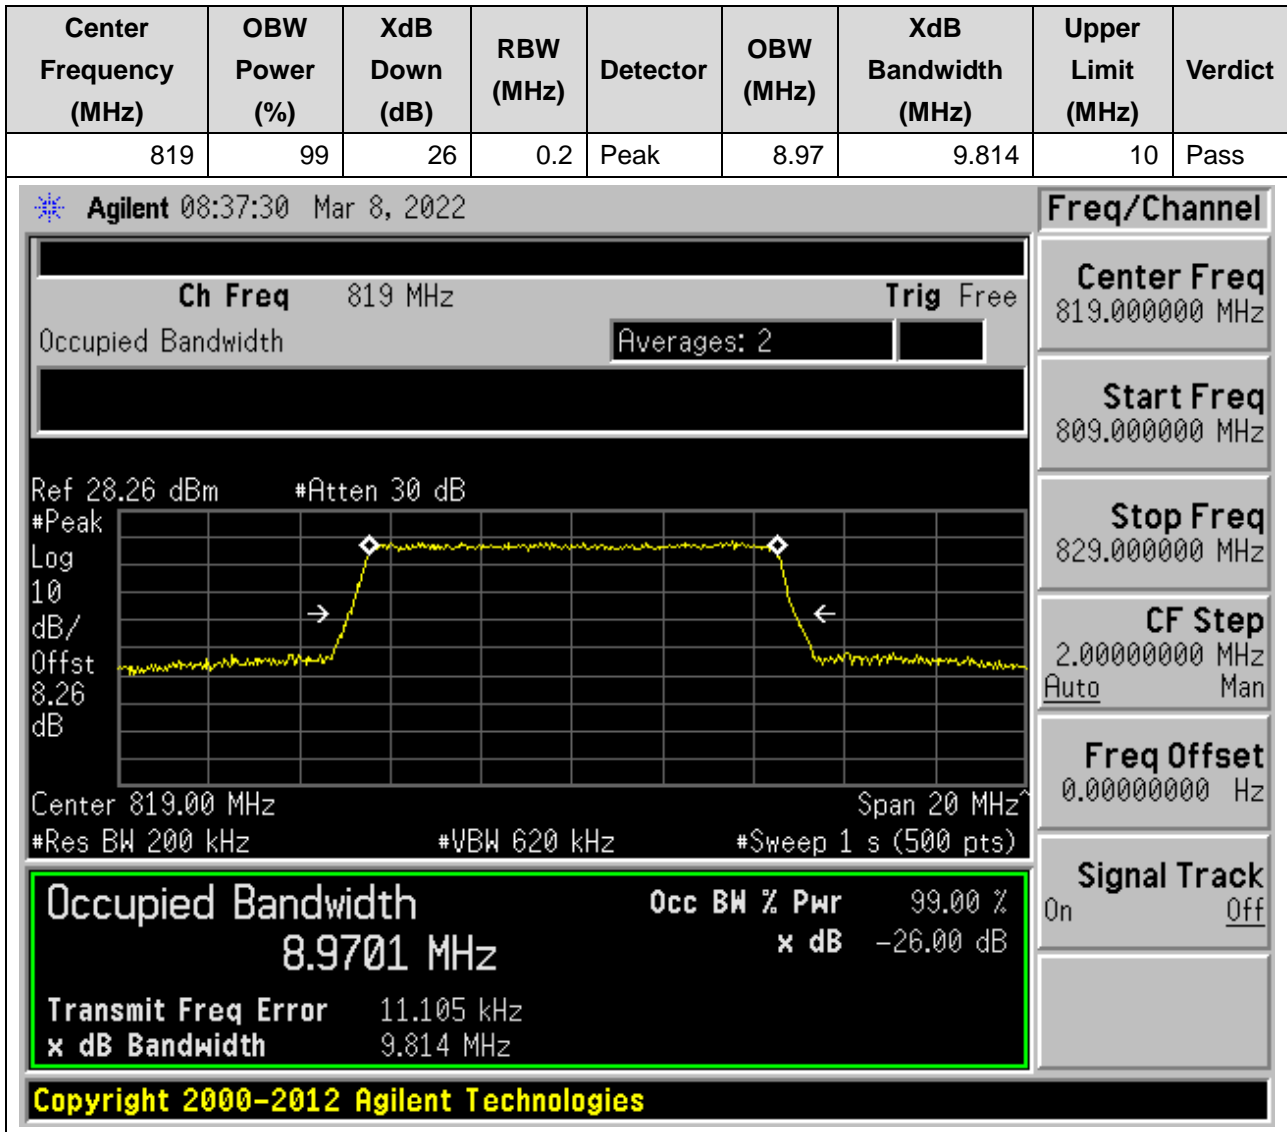 Center Frequency (MHz) OBW Power (%) XdB Down (dB) RBW (MHz) Detector OBW (MHz) XdB Bandwidth (MHz) Upper Limit (MHz) Verdict
819 99 26 0.2 Peak 8.97 9.814 10 Pass
Agilent 08:37:30 Mar 8, 2022
Ch Freq 819 MHz Trig Free
Occupied Bandwidth Averages: 2
Ref 28.26 dBm #Atten 30 dB
#Peak
Log
10
dB/
Offst
8.26
dB
Center 819.00 MHz Span 20 MHz^
#Res BW 200 kHz #VBW 620 kHz #Sweep 1 s (500 pts)
Occupied Bandwidth Occ BW % Pwr 99.00 %
8.9701 MHz x dB -26.00 dB
Transmit Freq Error 11.105 kHz
x dB Bandwidth 9.814 MHz
Freq/Channel
Center Freq
819.000000 MHz
Start Freq
809.000000 MHz
Stop Freq
829.000000 MHz
CF Step
2.00000000 MHz
Auto Man
Freq Offset
0.00000000 Hz
Signal Track
On Off
Copyright 2000-2012 Agilent Technologies